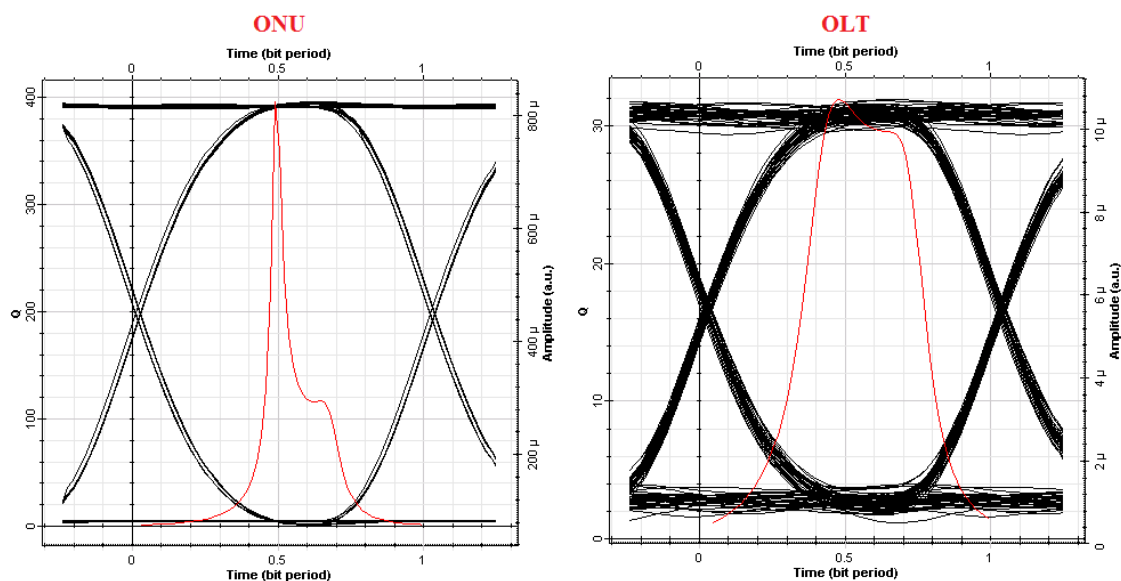 ONU
Time (bit period)
0 0.5 1
Q
400
300
200
100
0
800 µ
600 µ
400 µ
200 µ
Amplitude (a.u.)
0 0.5 1
Time (bit period)
OLT
Time (bit period)
0 0.5 1
Q
30
20
10
0
10 µ
8 µ
6 µ
4 µ
2 µ
0
Amplitude (a.u.)
0 0.5 1
Time (bit period)